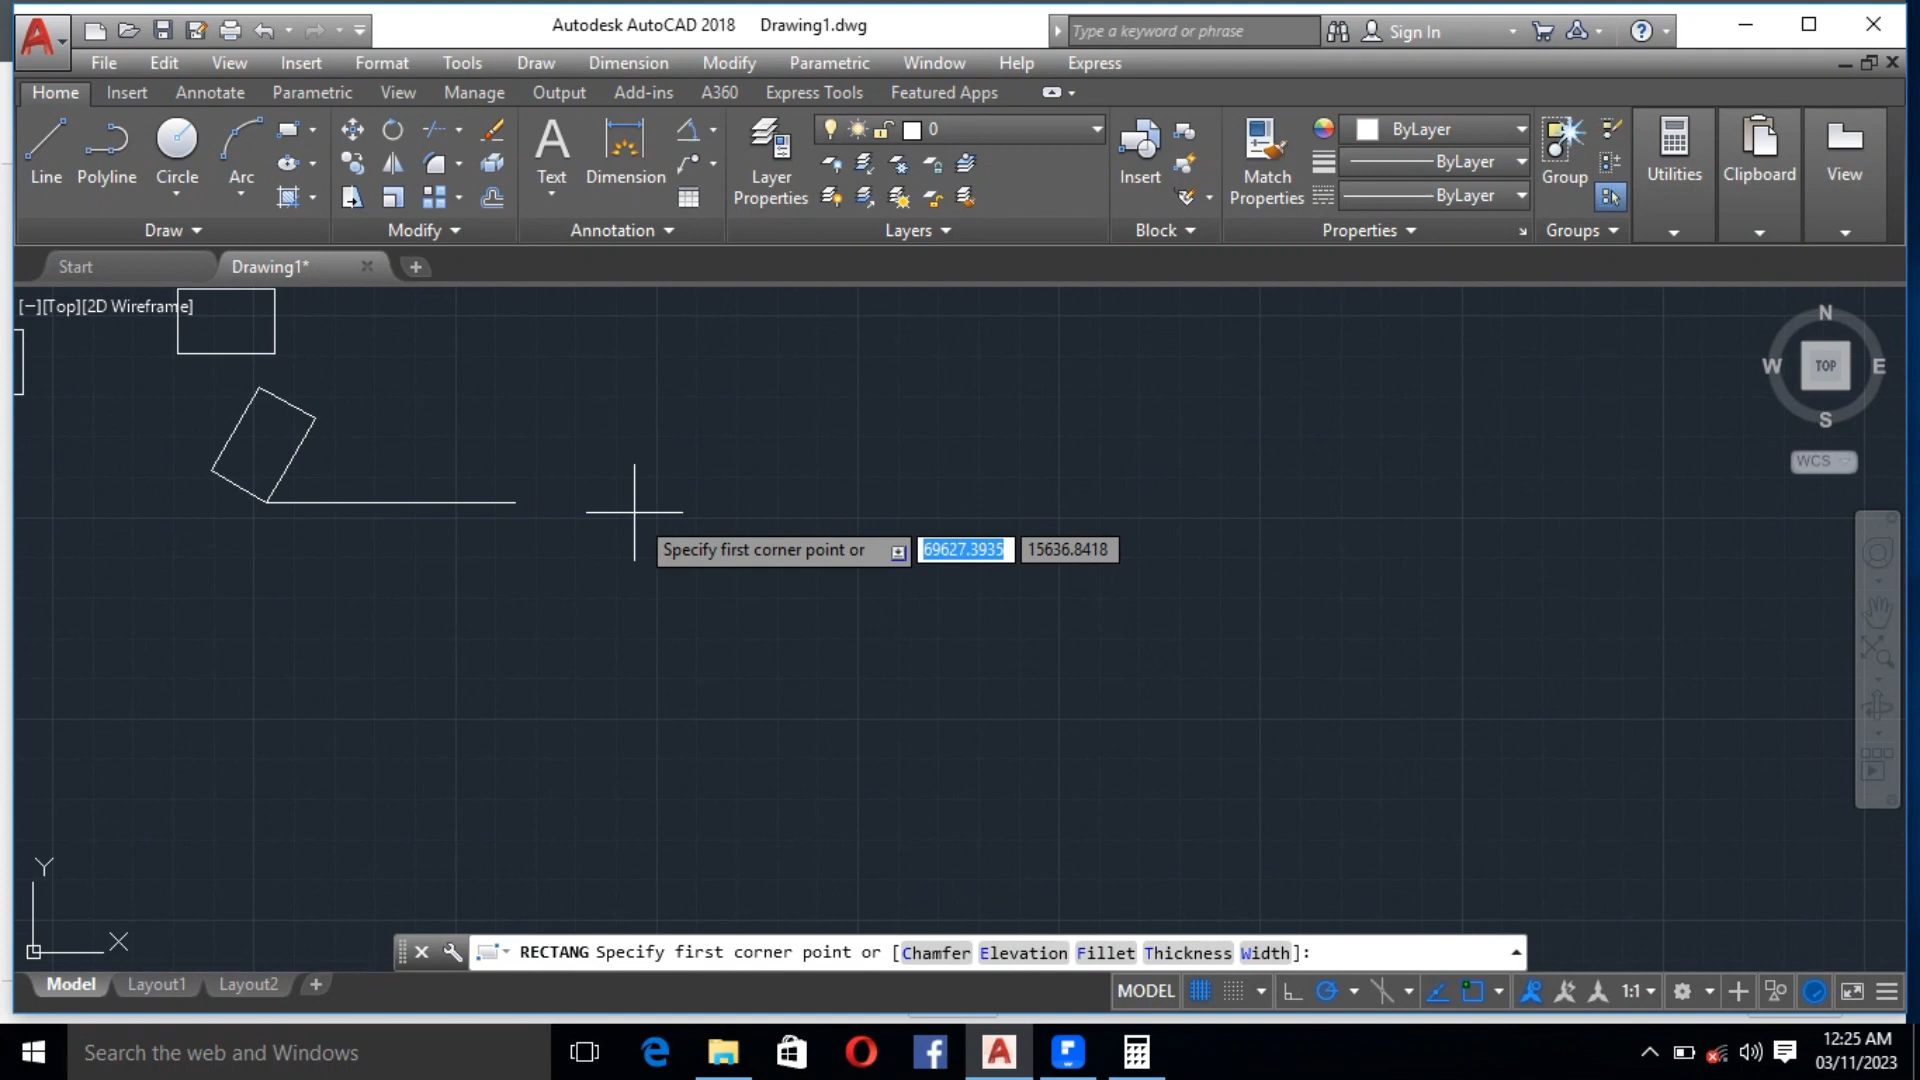 Autodesk AutoCAD 2018 Drawing1.dwg
Type a keyword or phrase
Sign In
File Edit View Insert Format Tools Draw Dimension Modify Parametric Window Help Express
Home Insert Annotate Parametric View Manage Output Add-ins A360 Express Tools Featured Apps
0
ByLayer
ByLayer
ByLayer
Line Polyline Circle Arc
Text Dimension
Layer Properties
Insert
Match Properties
Group
Utilities Clipboard View
Draw Modify Annotation Layers Block Properties Groups
Start Drawing1*
[−][Top][2D Wireframe]
N
W TOP E
S
WCS
Specify first corner point or 69627.3935 15636.8418
Y
X
RECTANG Specify first corner point or [Chamfer Elevation Fillet Thickness Width]:
Model Layout1 Layout2
MODEL 1:1
Search the web and Windows
12:25 AM
03/11/2023